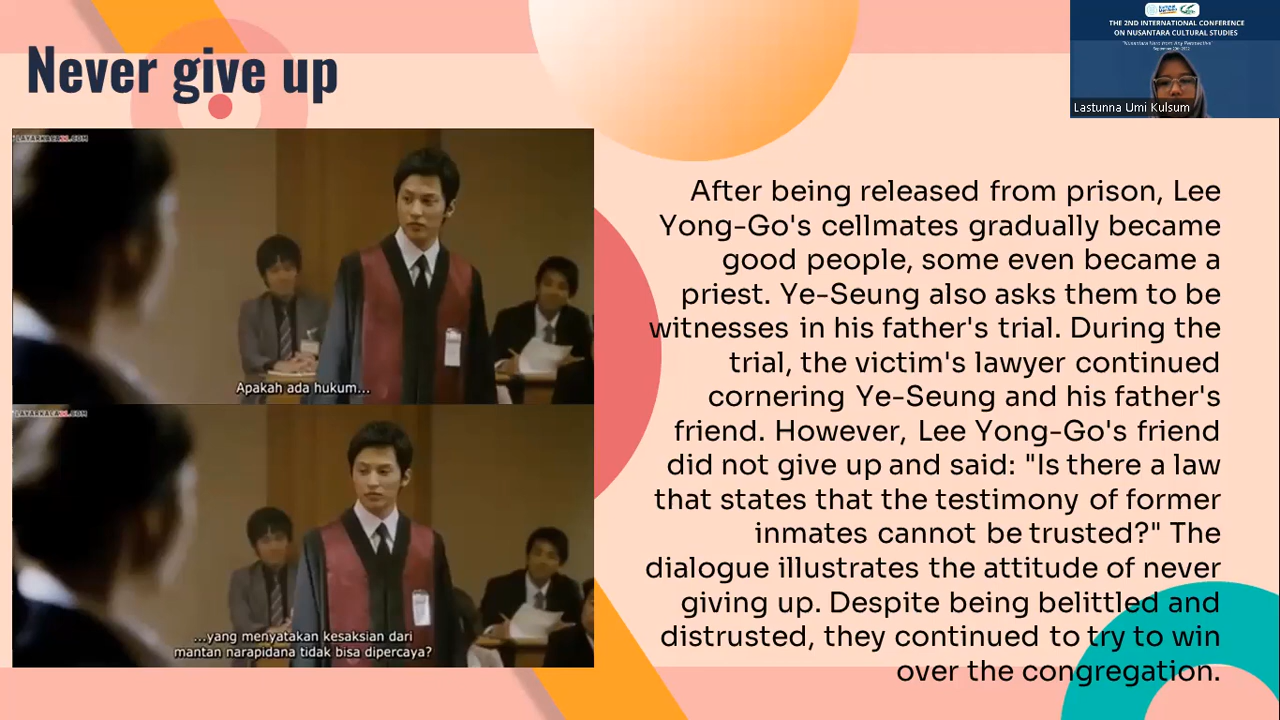 Never give up
LAYARKACAXXI.COM
Apakah ada hukum...
LAYARKACAXXI.COM
...yang menyatakan kesaksian dari
mantan narapidana tidak bisa dipercaya?
After being released from prison, Lee
Yong-Go's cellmates gradually became
good people, some even became a
priest. Ye-Seung also asks them to be
witnesses in his father's trial. During the
trial, the victim's lawyer continued
cornering Ye-Seung and his father's
friend. However, Lee Yong-Go's friend
did not give up and said: "Is there a law
that states that the testimony of former
inmates cannot be trusted?" The
dialogue illustrates the attitude of never
giving up. Despite being belittled and
distrusted, they continued to try to win
over the congregation.
THE 2ND INTERNATIONAL CONFERENCE
ON NUSANTARA CULTURAL STUDIES
Lastunna Umi Kulsum